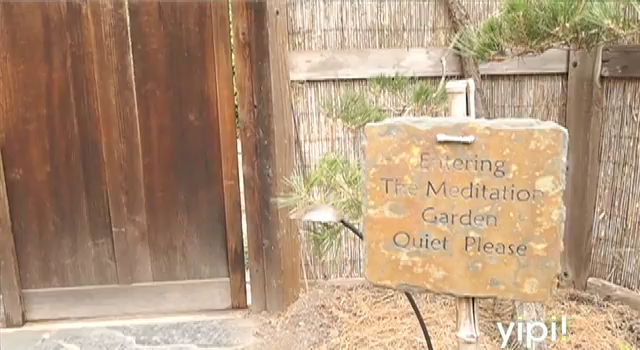 Entering
The Meditation
Garden
Quiet Please
yipi!